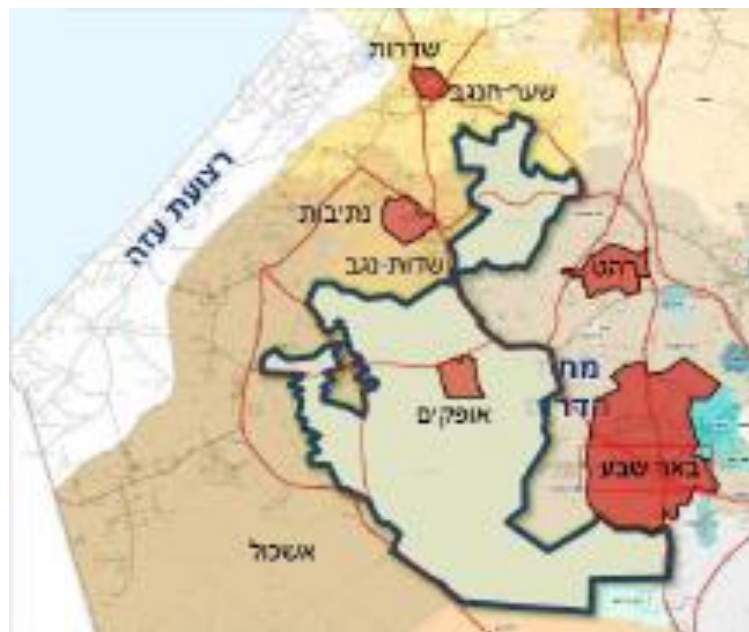 שדרות
שער-הנגב
רצועת עזה
נתיבות
שדות-נגב
רהט
אופקים
באר שבע
אשכול